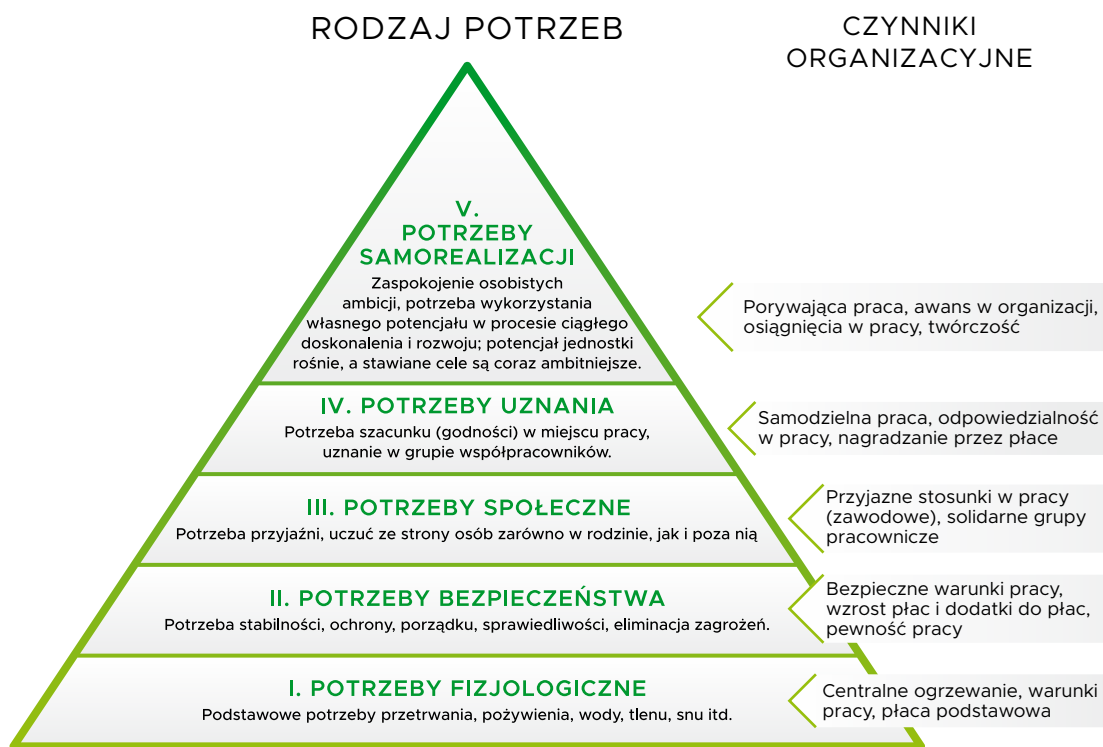 RODZAJ POTRZEB
CZYNNIKI
ORGANIZACYJNE
V.
POTRZEBY
SAMOREALIZACJI
Zaspokojenie osobistych
ambicji, potrzeba wykorzystania
własnego potencjału w procesie ciągłego
doskonalenia i rozwoju; potencjał jednostki
rośnie, a stawiane cele są coraz ambitniejsze.
Porywająca praca, awans w organizacji,
osiągnięcia w pracy, twórczość
IV. POTRZEBY UZNANIA
Potrzeba szacunku (godności) w miejscu pracy,
uznanie w grupie współpracowników.
Samodzielna praca, odpowiedzialność
w pracy, nagradzanie przez płace
III. POTRZEBY SPOŁECZNE
Potrzeba przyjaźni, uczuć ze strony osób zarówno w rodzinie, jak i poza nią
Przyjazne stosunki w pracy
(zawodowe), solidarne grupy
pracownicze
II. POTRZEBY BEZPIECZEŃSTWA
Potrzeba stabilności, ochrony, porządku, sprawiedliwości, eliminacja zagrożeń.
Bezpieczne warunki pracy,
wzrost płac i dodatki do płac,
pewność pracy
I. POTRZEBY FIZJOLOGICZNE
Podstawowe potrzeby przetrwania, pożywienia, wody, tlenu, snu itd.
Centralne ogrzewanie, warunki
pracy, płaca podstawowa